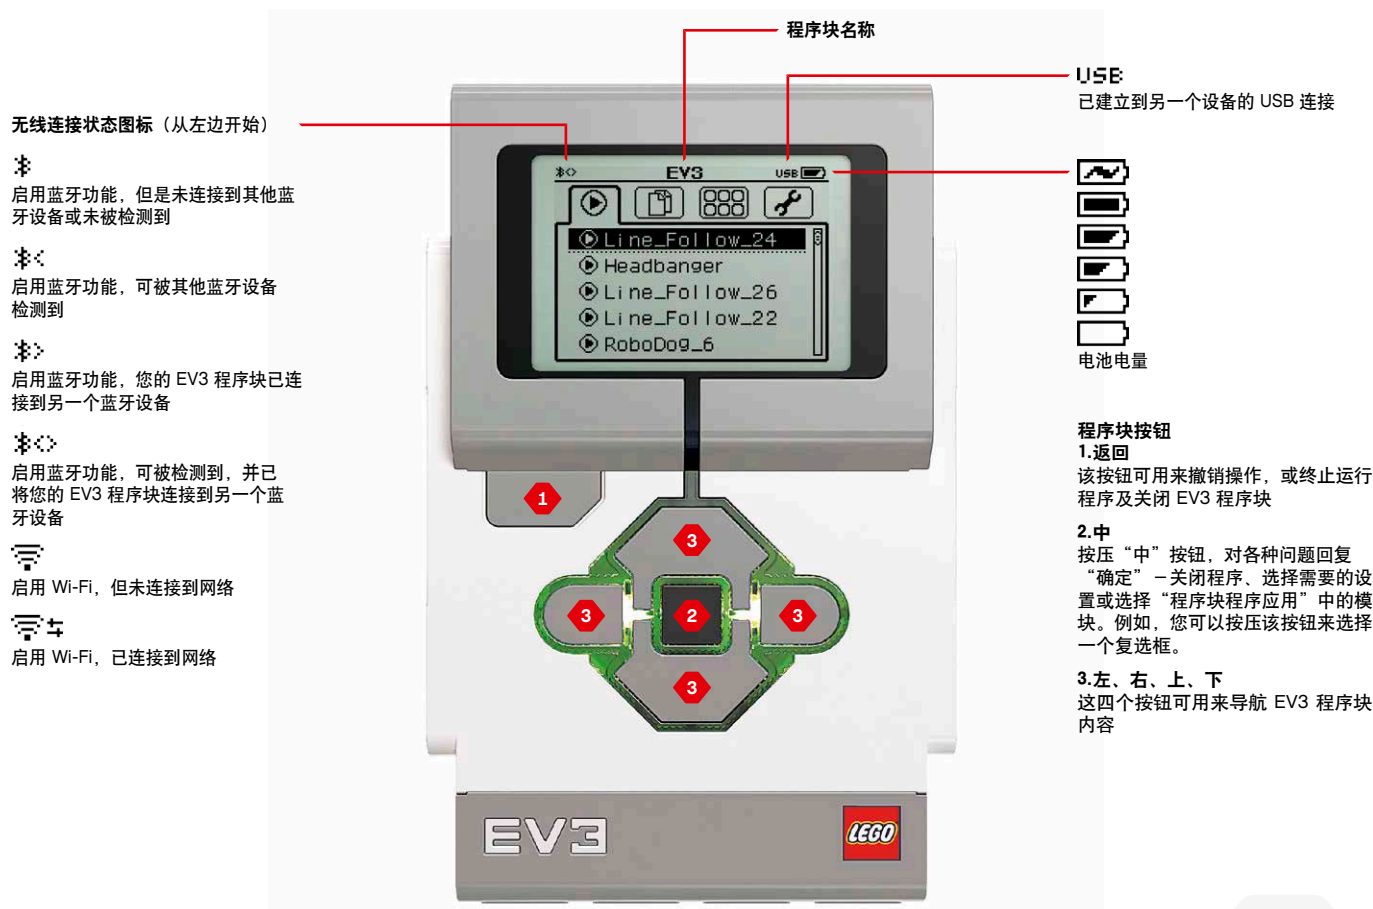 程序块名称
无线连接状态图标（从左边开始）
启用蓝牙功能，但是未连接到其他蓝
牙设备或未被检测到
启用蓝牙功能，可被其他蓝牙设备
检测到
启用蓝牙功能，您的 EV3 程序块已连
接到另一个蓝牙设备
启用蓝牙功能，可被检测到，并已
将您的 EV3 程序块连接到另一个蓝
牙设备
启用 Wi-Fi，但未连接到网络
启用 Wi-Fi，已连接到网络
EV3
USB
Line_Follow_24
Headbanger
Line_Follow_26
Line_Follow_22
RoboDog_6
1
3
3
2
3
3
EV3
LEGO
USB
已建立到另一个设备的 USB 连接
电池电量
程序块按钮
1.返回
该按钮可用来撤销操作，或终止运行
程序及关闭 EV3 程序块
2.中
按压“中”按钮，对各种问题回复
“确定”－关闭程序、选择需要的设
置或选择“程序块程序应用”中的模
块。例如，您可以按压该按钮来选择
一个复选框。
3.左、右、上、下
这四个按钮可用来导航 EV3 程序块
内容